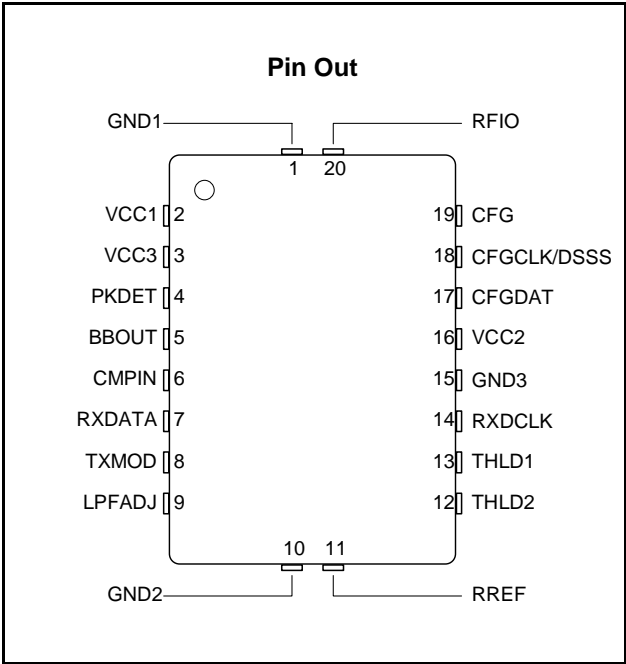 Pin Out
GND1 RFIO
1 20
VCC1 2 19 CFG
VCC3 3 18 CFGCLK/DSSS
PKDET 4 17 CFGDAT
BBOUT 5 16 VCC2
CMPIN 6 15 GND3
RXDATA 7 14 RXDCLK
TXMOD 8 13 THLD1
LPFADJ 9 12 THLD2
10 11
GND2 RREF